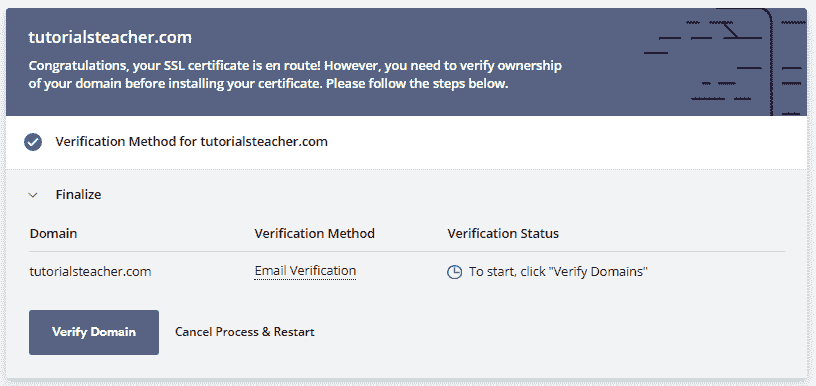 tutorialsteacher.com
Congratulations, your SSL certificate is en route! However, you need to verify ownership
of your domain before installing your certificate. Please follow the steps below.
Verification Method for tutorialsteacher.com
Finalize
Domain Verification Method Verification Status
tutorialsteacher.com Email Verification To start, click "Verify Domains"
Verify Domain Cancel Process & Restart